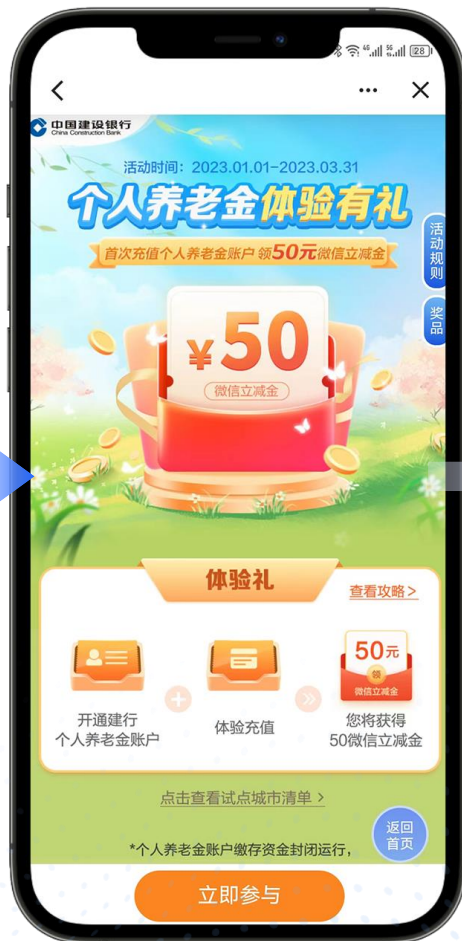 4G 5G 28
中国建设银行
China Construction Bank
活动时间：2023.01.01-2023.03.31
个人养老金体验有礼
首次充值个人养老金账户 领50元微信立减金
活动规则
奖品
¥50
微信立减金
体验礼
查看攻略>
50元
领
微信立减金
开通建行
个人养老金账户
体验充值
您将获得
50微信立减金
点击查看试点城市清单 >
返回
首页
*个人养老金账户缴存资金封闭运行，
立即参与